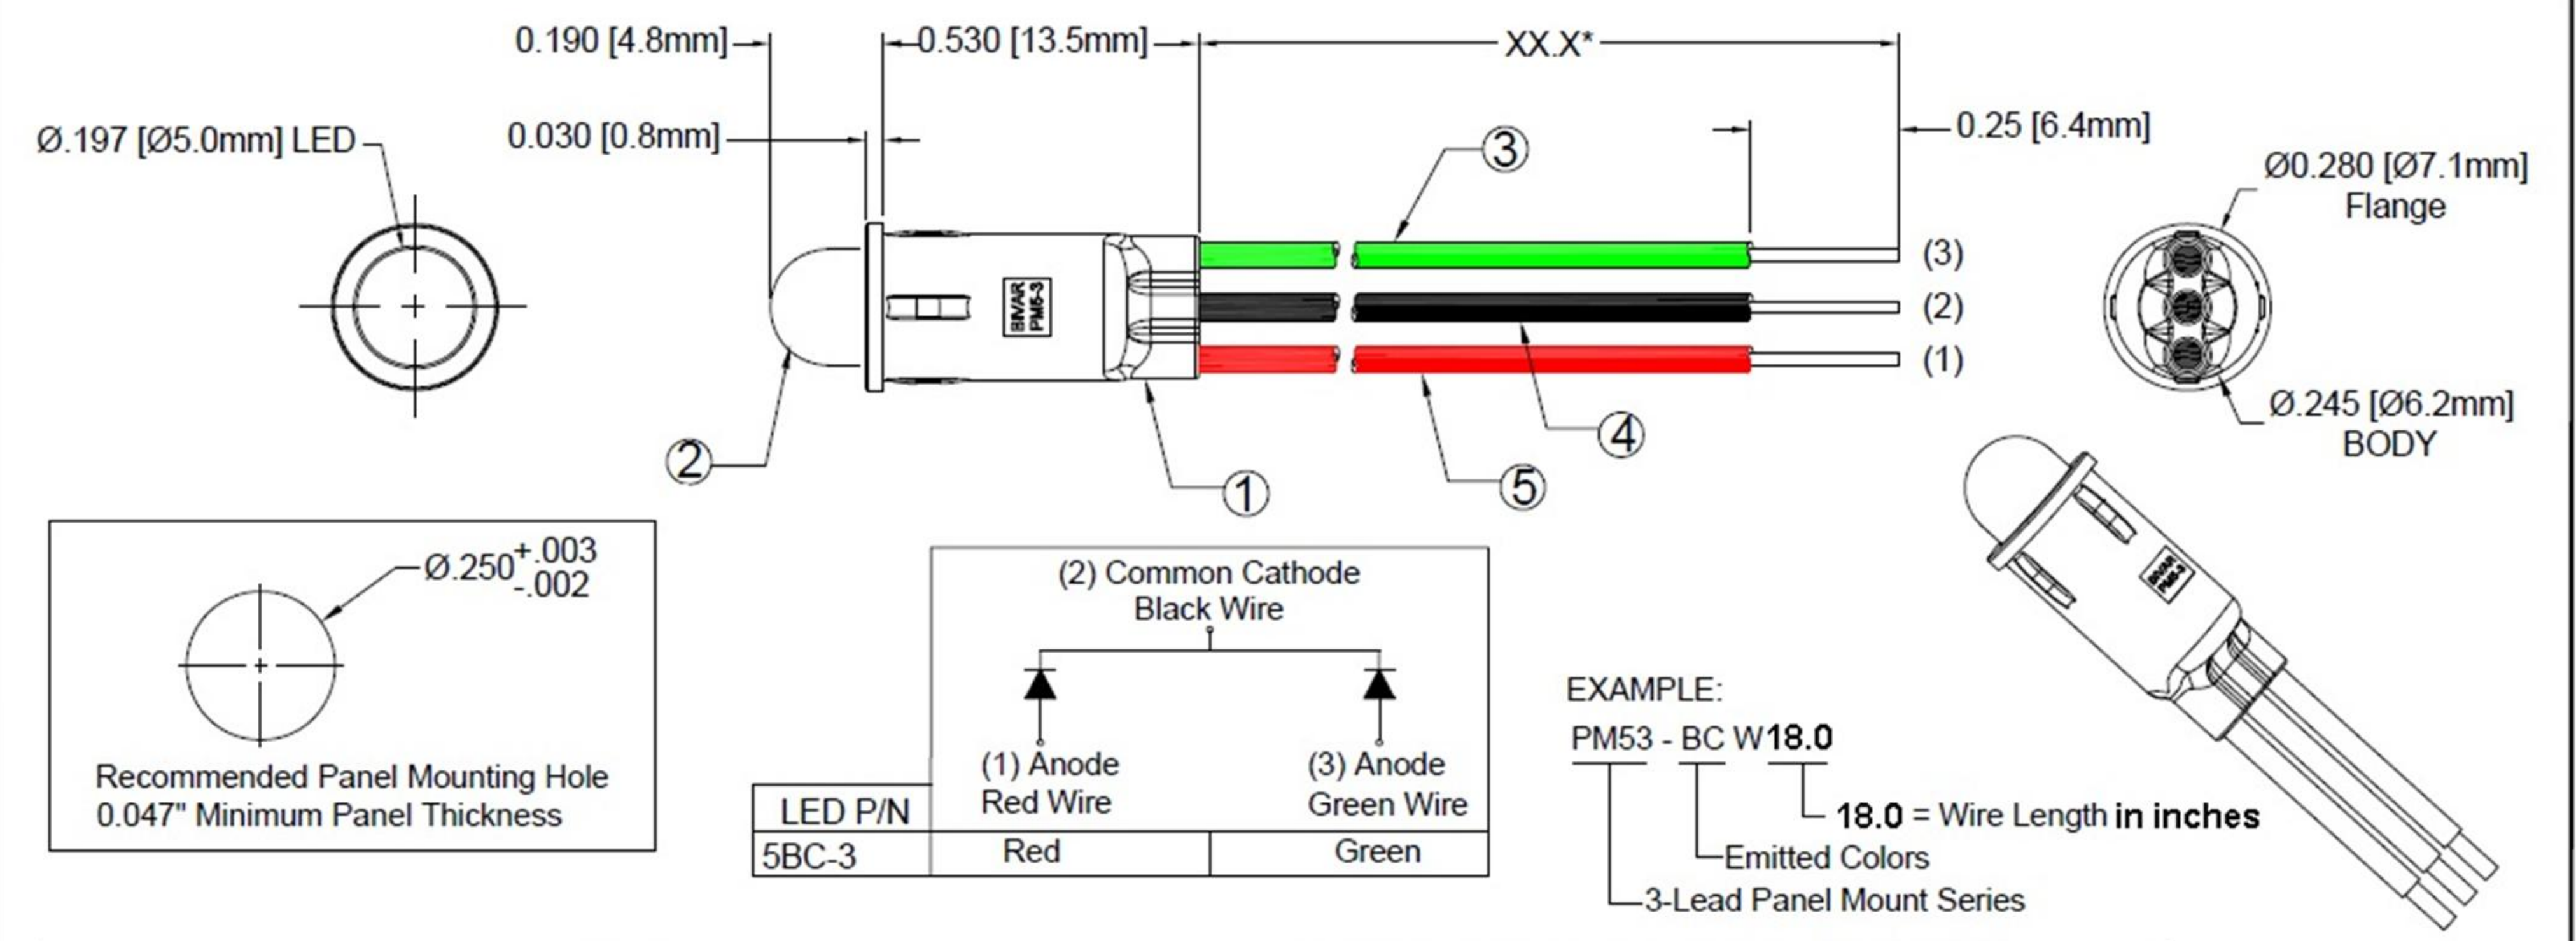 0.190 [4.8mm]
0.530 [13.5mm]
XX.X*
Ø.197 [Ø5.0mm] LED
0.030 [0.8mm]
3
0.25 [6.4mm]
Ø0.280 [Ø7.1mm]
Flange
BIVAR
PM5-3
(3)
(2)
(1)
2
1
4
5
Ø.245 [Ø6.2mm]
BODY
Ø.250 +.003
-.002
Recommended Panel Mounting Hole
0.047" Minimum Panel Thickness
(2) Common Cathode
Black Wire
(1) Anode
Red Wire
(3) Anode
Green Wire
LED P/N
5BC-3
Red
Green
BIVAR
PM5-3
EXAMPLE:
PM53 - BC W18.0
18.0 = Wire Length in inches
Emitted Colors
3-Lead Panel Mount Series